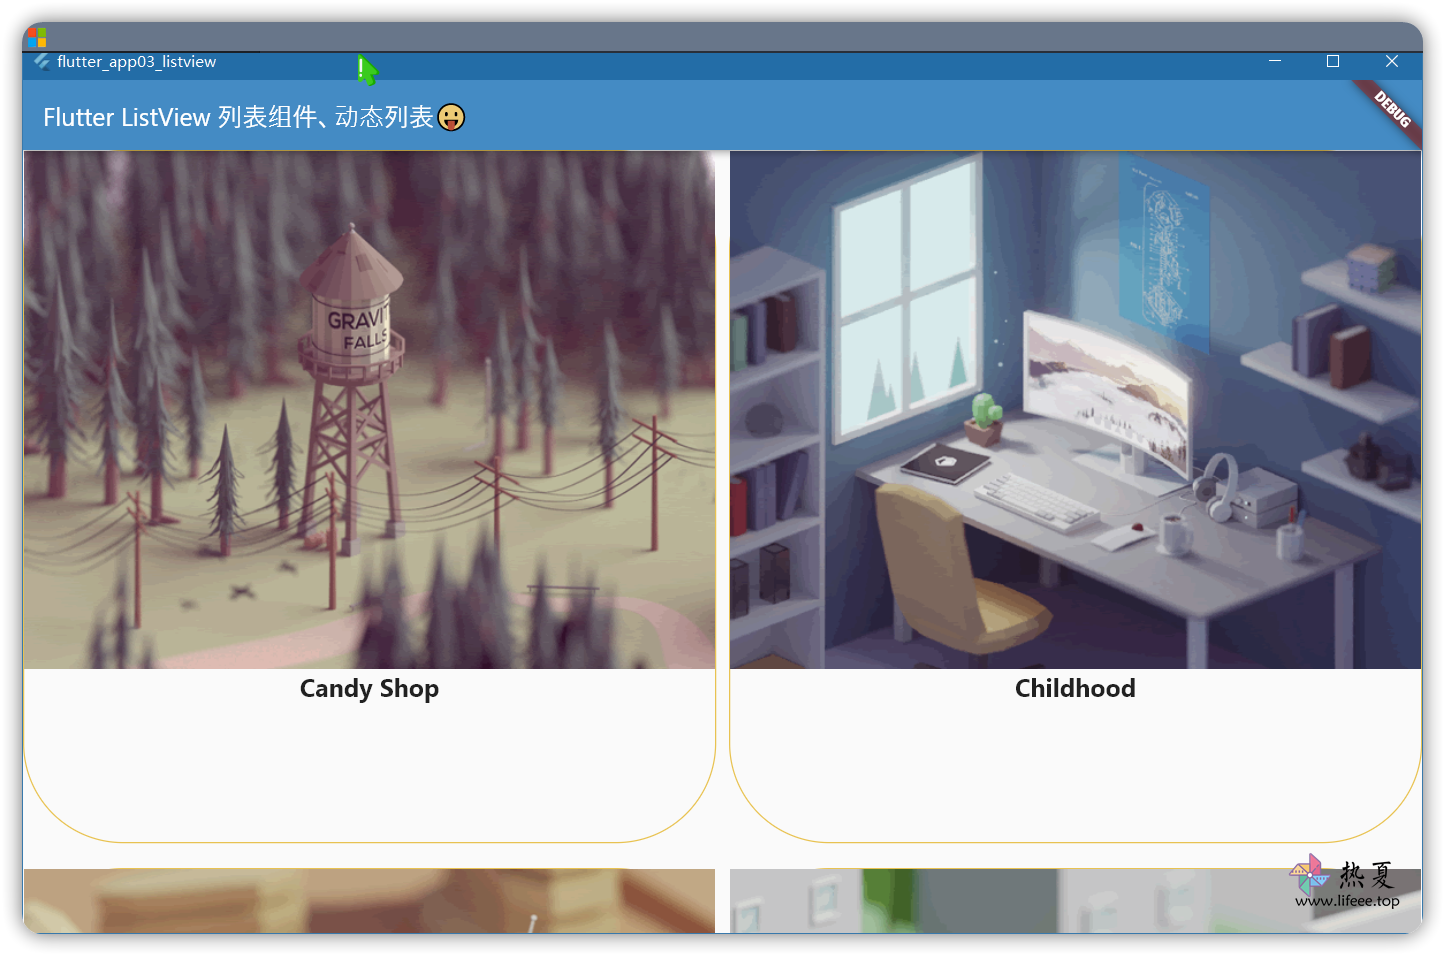 flutter_app03_listview
Flutter ListView 列表组件、动态列表😛
DEBUG
GRAVIT
FALLS
Candy Shop
Childhood
热夏
www.lifeee.top